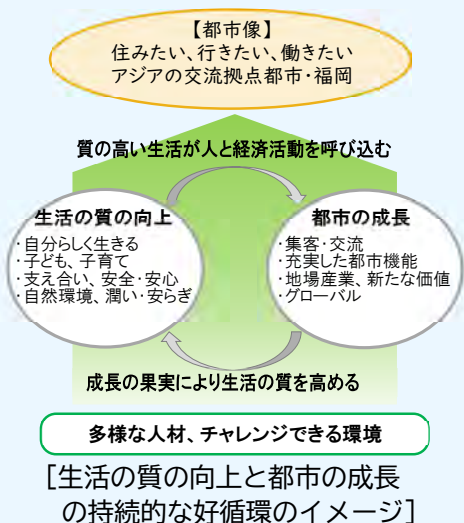 【都市像】
住みたい、行きたい、働きたい
アジアの交流拠点都市・福岡
質の高い生活が人と経済活動を呼び込む
生活の質の向上
・自分らしく生きる
・子ども、子育て
・支え合い、安全・安心
・自然環境、潤い・安らぎ
都市の成長
・集客・交流
・充実した都市機能
・地場産業、新たな価値
・グローバル
成長の果実により生活の質を高める
多様な人材、チャレンジできる環境
[生活の質の向上と都市の成長
の持続的な好循環のイメージ]